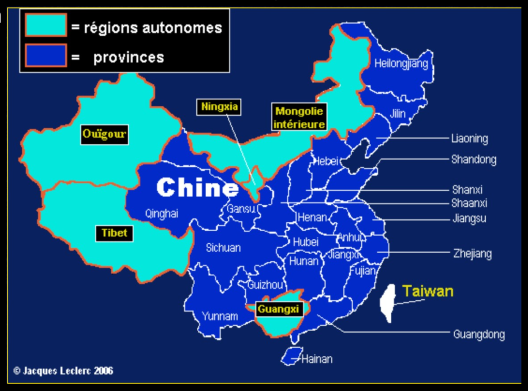 = régions autonomes
= provinces
Heilongjiang
Ningxia
Mongolie
intérieure
Jilin
Ouïgour
Liaoning
Hebei
Shandong
Chine
Shanxi
Shaanxi
Qinghai
Gansu
Henan
Jiangsu
Tibet
Sichuan
Hubei
Anhui
Zhejiang
Hunan
Jiangxi
Fujian
Guizhou
Taiwan
Guangxi
Yunnam
Guangdong
Hainan
© Jacques Leclerc 2006